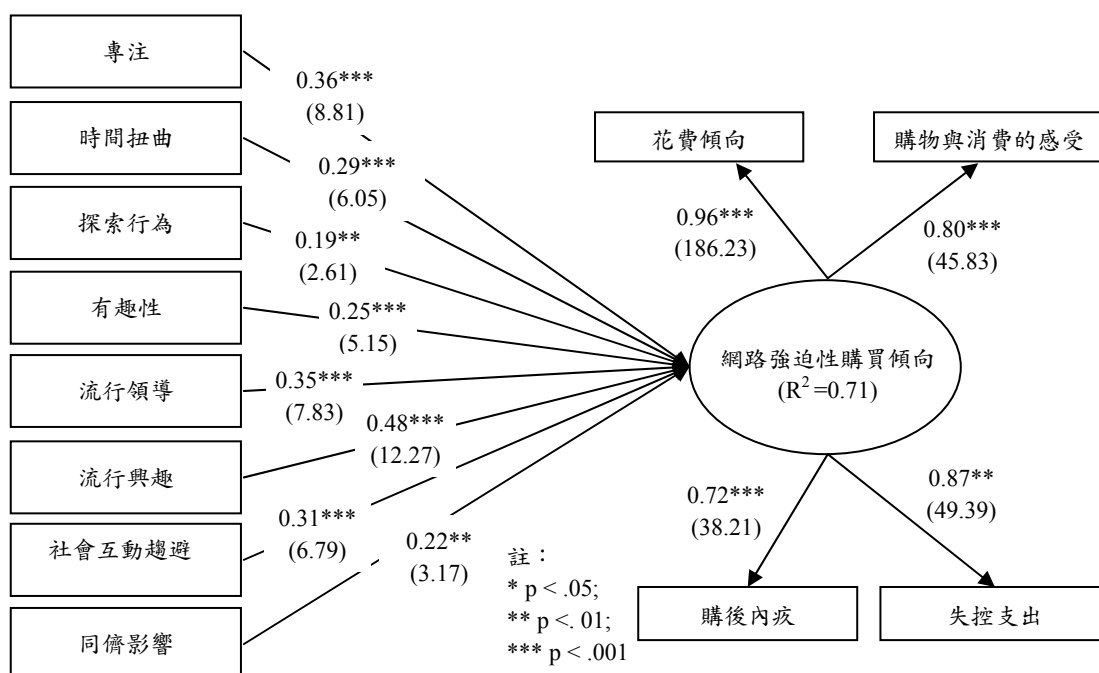 專注
0.36***
(8.81)
時間扭曲
0.29***
(6.05)
探索行為
0.19**
(2.61)
有趣性
0.25***
(5.15)
流行領導
0.35***
(7.83)
流行興趣
0.48***
(12.27)
社會互動趨避
0.31***
(6.79)
同儕影響
0.22**
(3.17)
花費傾向
0.96***
(186.23)
購物與消費的感受
0.80***
(45.83)
網路強迫性購買傾向
(R²=0.71)
0.72***
(38.21)
購後內疚
0.87**
(49.39)
失控支出
註：
* p < .05;
** p <. 01;
*** p < .001